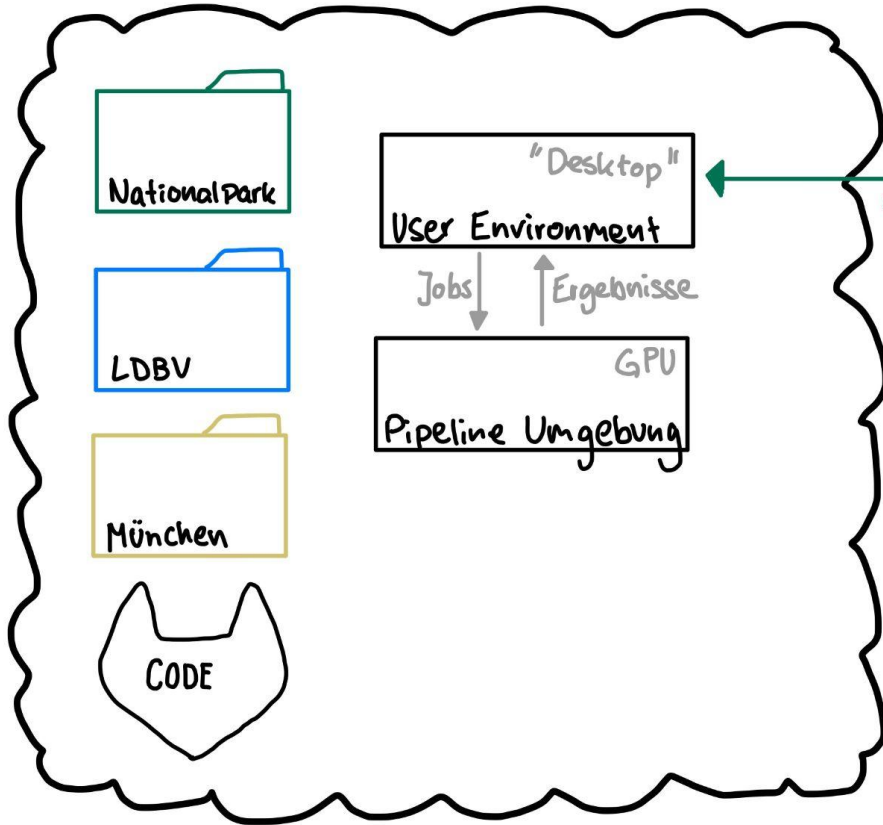 Nationalpark
LDBV
München
CODE
"Desktop"
User Environment
Jobs
Ergebnisse
GPU
Pipeline Umgebung